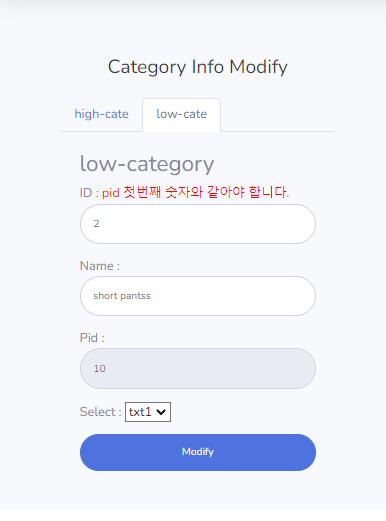 Category Info Modify
high-cate
low-cate
low-category
ID : pid 첫번째 숫자와 같아야 합니다.
2
Name :
short pantss
Pid :
10
Select : txt1
Modify